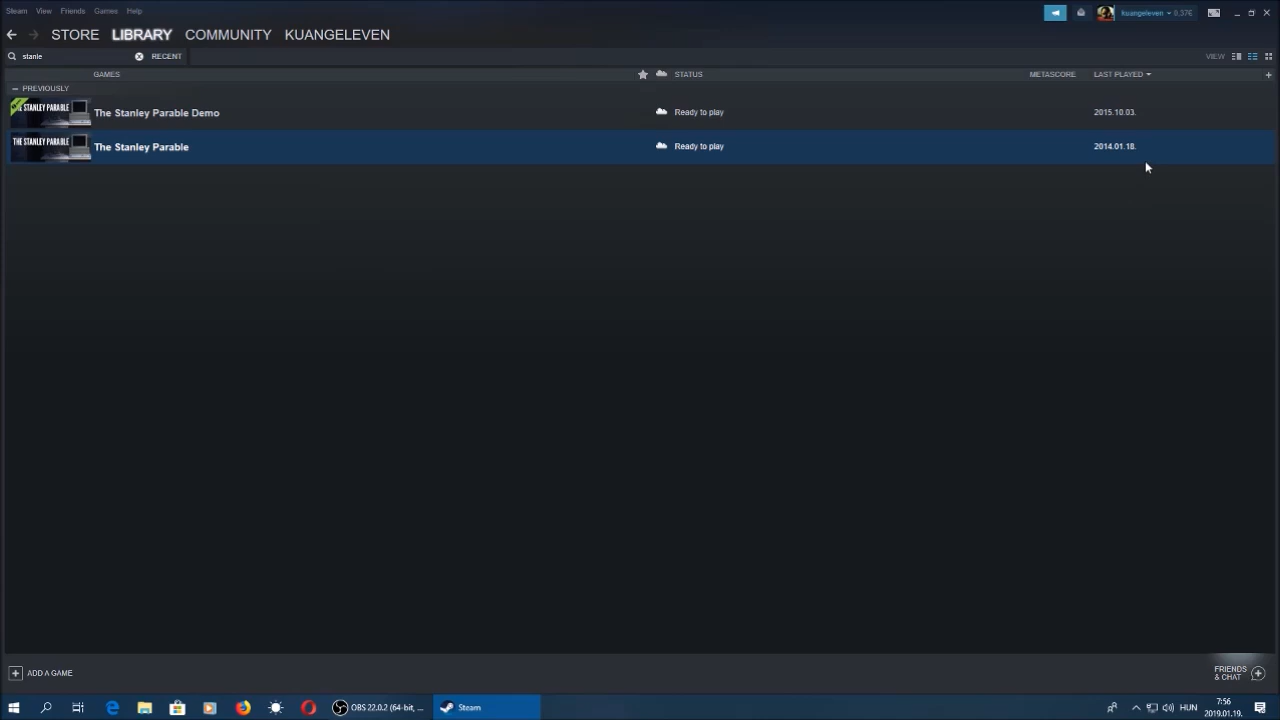 Steam View Friends Games Help
kuangeleven 0,37€
STORE LIBRARY COMMUNITY KUANGELEVEN
stanle RECENT VIEW
GAMES STATUS METASCORE LAST PLAYED
PREVIOUSLY
THE STANLEY PARABLE The Stanley Parable Demo Ready to play 2015.10.03.
THE STANLEY PARABLE The Stanley Parable Ready to play 2014.01.18.
ADD A GAME
FRIENDS
& CHAT
OBS 22.0.2 (64-bit, ... Steam HUN
7:56
2019.01.19.